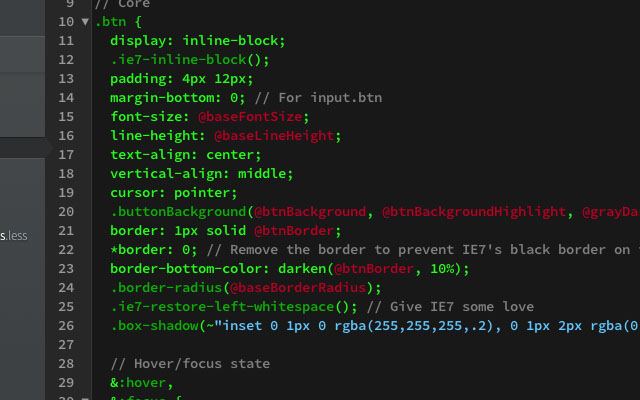 9 // Core
10 .btn {
11 display: inline-block;
12 .ie7-inline-block();
13 padding: 4px 12px;
14 margin-bottom: 0; // For input.btn
15 font-size: @baseFontSize;
16 line-height: @baseLineHeight;
17 text-align: center;
18 vertical-align: middle;
19 cursor: pointer;
20 .buttonBackground(@btnBackground, @btnBackgroundHighlight, @grayDa
21 border: 1px solid @btnBorder;
s.less
22 *border: 0; // Remove the border to prevent IE7's black border on
23 border-bottom-color: darken(@btnBorder, 10%);
24 .border-radius(@baseBorderRadius);
25 .ie7-restore-left-whitespace(); // Give IE7 some love
26 .box-shadow(~"inset 0 1px 0 rgba(255,255,255,.2), 0 1px 2px rgba(0
27
28 // Hover/focus state
29 &:hover,
30 &:focus {